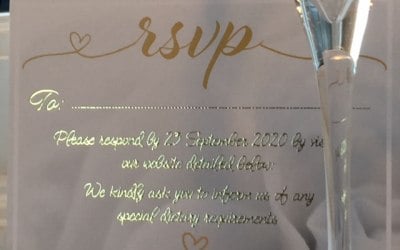 rsvp
To:
Please respond by 23 September 2020 by
our website detailed below:
We kindly ask you to inform us of any
special dietary requirements